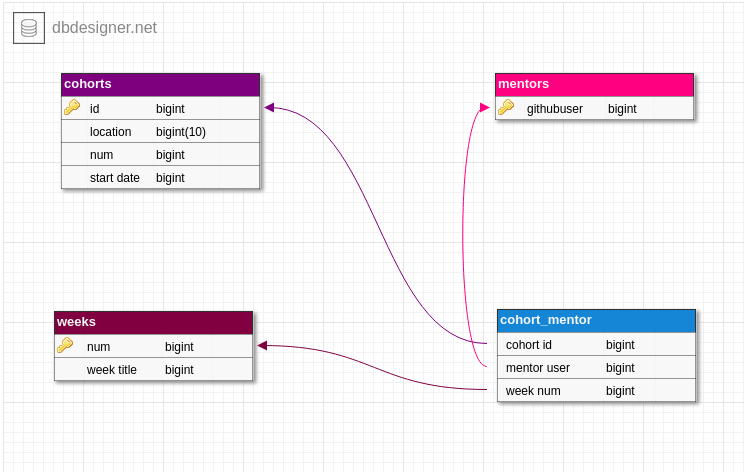 dbdesigner.net
cohorts
id bigint
location bigint(10)
num bigint
start date bigint
mentors
githubuser bigint
weeks
num bigint
week title bigint
cohort_mentor
cohort id bigint
mentor user bigint
week num bigint